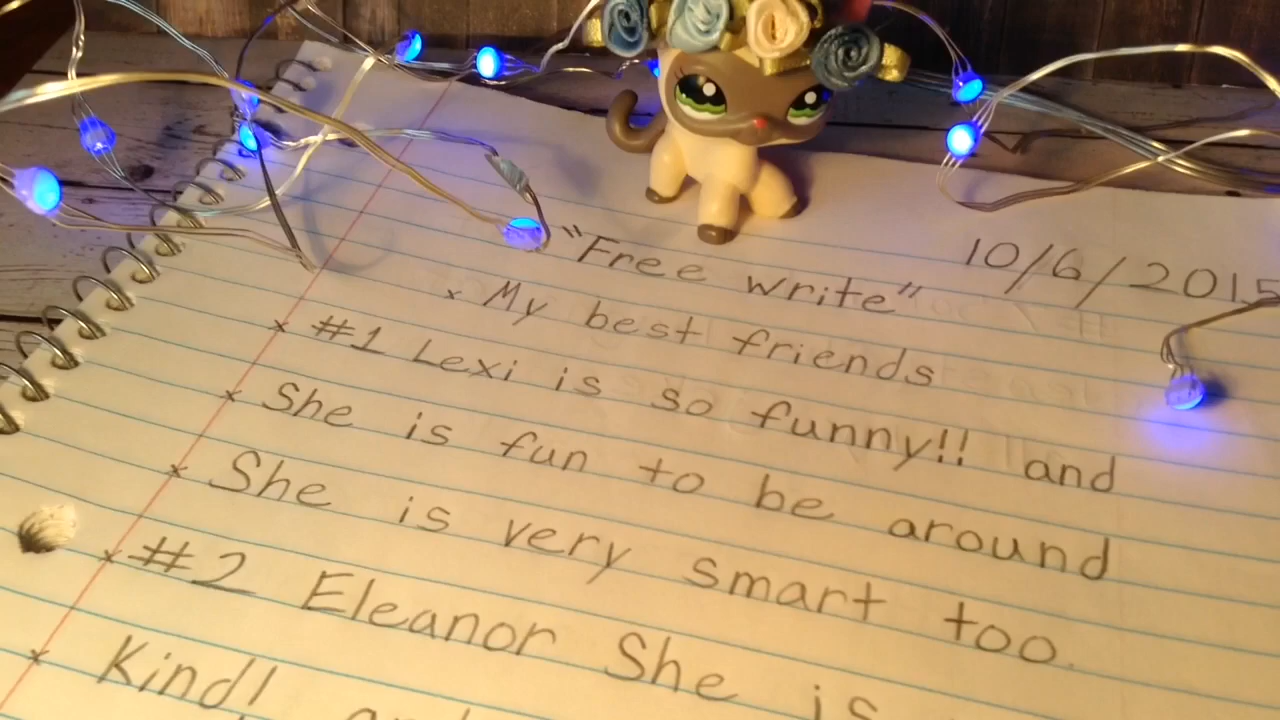 10/6/2015
"Free write"
× My best friends
× #1 Lexi is so funny!! and
× She is fun to be around
× She is very smart too.
× #2 Eleanor She is
× Kind!